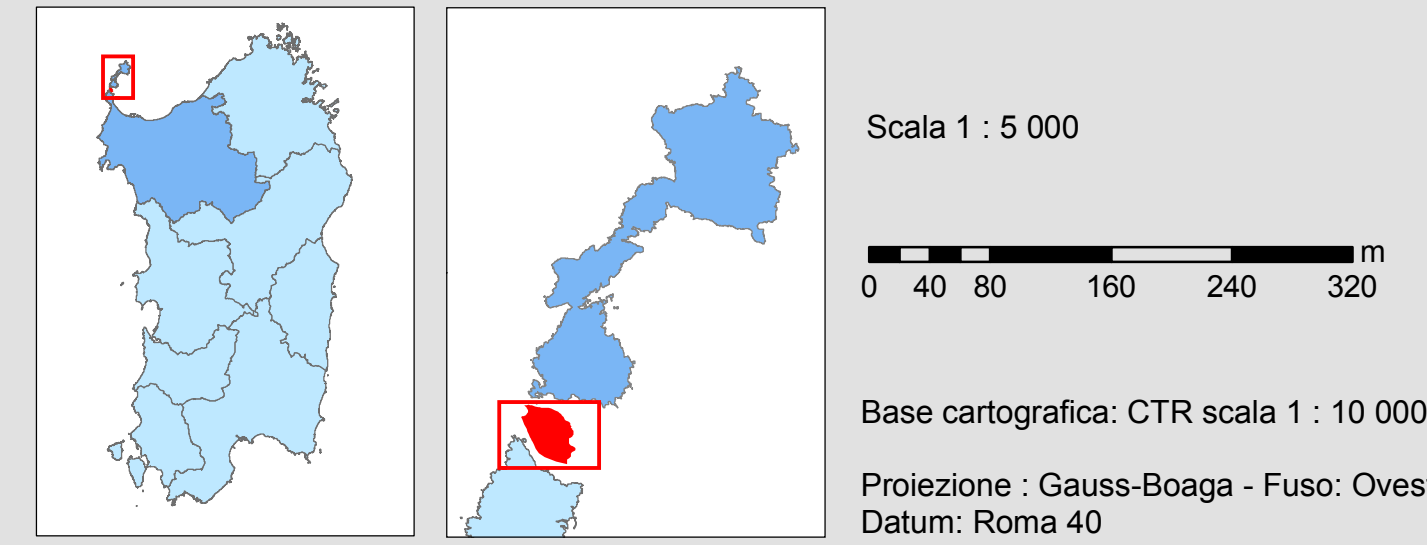 Scala 1 : 5 000
m
0 40 80 160 240 320
Base cartografica: CTR scala 1 : 10 000
Proiezione : Gauss-Boaga - Fuso: Ovest
Datum: Roma 40